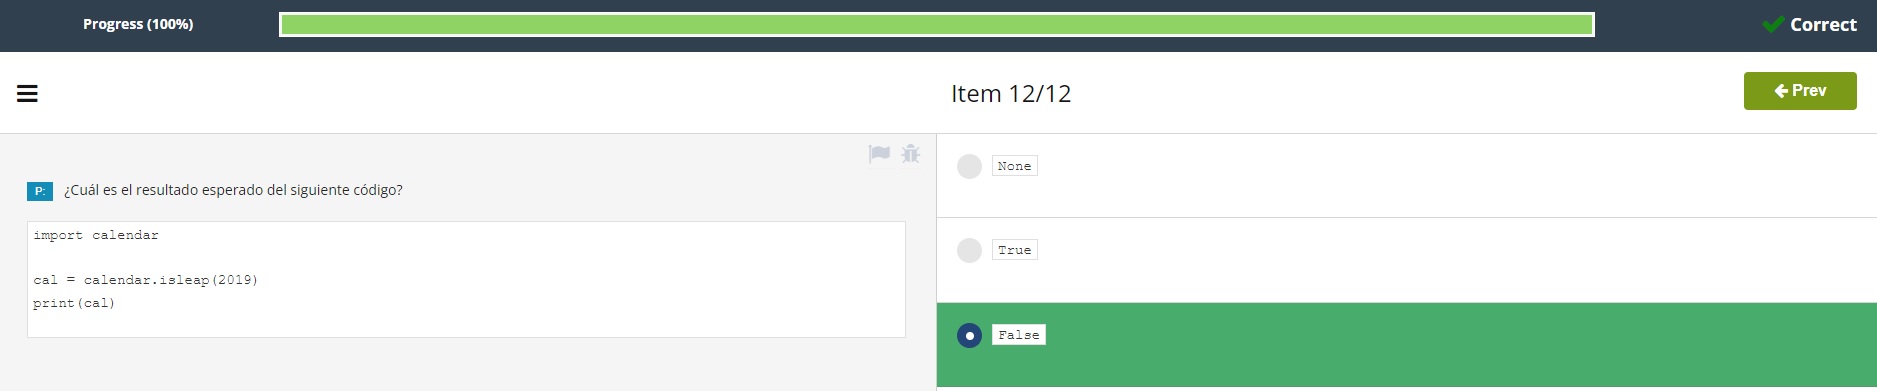 Progress (100%)
Correct
Item 12/12
Prev
P: ¿Cuál es el resultado esperado del siguiente código?
import calendar
cal = calendar.isleap(2019)
print(cal)
None
True
False